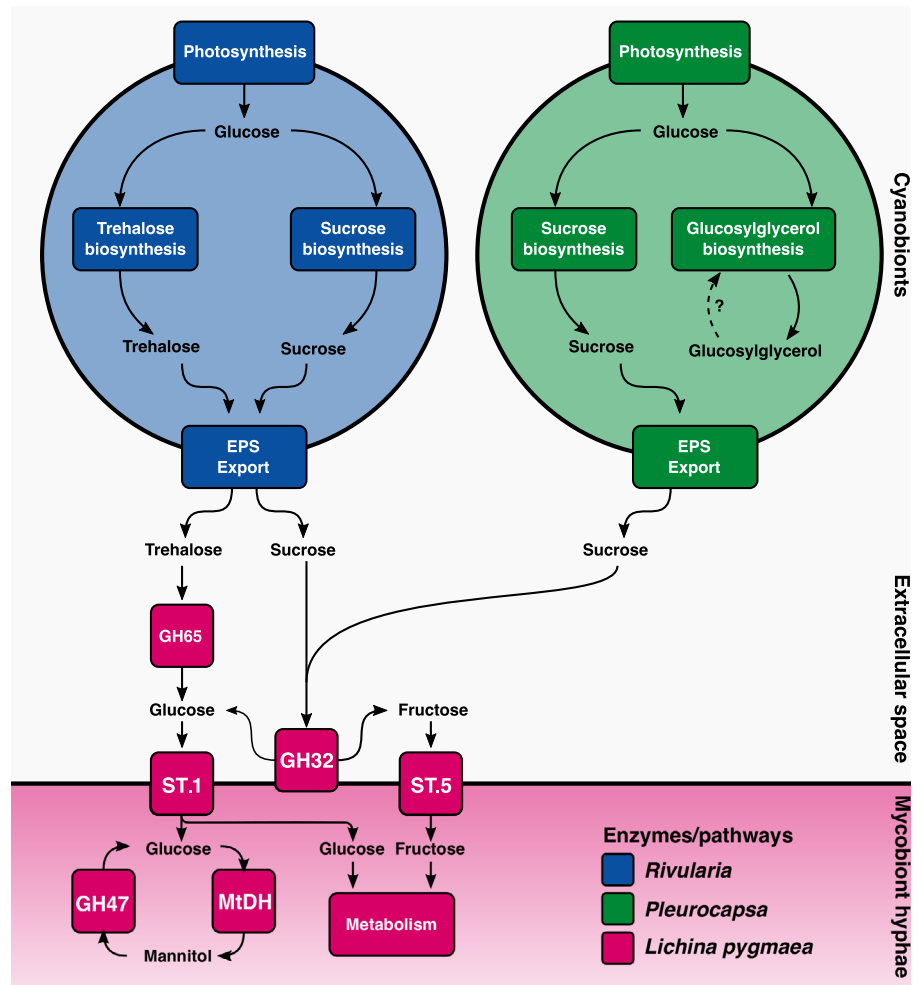 Photosynthesis
Photosynthesis
Glucose
Glucose
Trehalose
biosynthesis
Sucrose
biosynthesis
Sucrose
biosynthesis
Glucosylglycerol
biosynthesis
?
Trehalose
Sucrose
Sucrose
Glucosylglycerol
EPS
Export
EPS
Export
Cyanobionts
Trehalose
Sucrose
Sucrose
GH65
Glucose
Fructose
GH32
Extracellular space
ST.1
ST.5
Glucose
Glucose
Fructose
GH47
MtDH
Metabolism
Mannitol
Enzymes/pathways
Rivularia
Pleurocapsa
Lichina pygmaea
Mycobiont hyphae